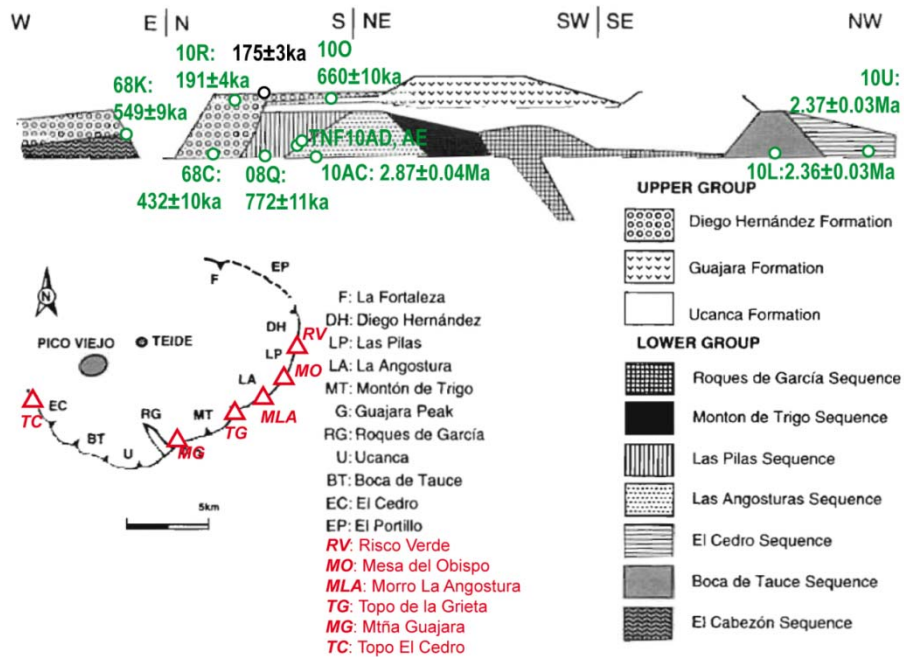 W E | N S | NE SW | SE NW
10R: 175±3ka 10O
191±4ka 660±10ka
68K:
549±9ka
10U:
2.37±0.03Ma
TNF10AD, AE
68C: 08Q: 10AC: 2.87±0.04Ma 10L:2.36±0.03Ma
432±10ka 772±11ka
UPPER GROUP
Diego Hernández Formation
Guajara Formation
Ucanca Formation
LOWER GROUP
Roques de García Sequence
Monton de Trigo Sequence
Las Pilas Sequence
Las Angosturas Sequence
El Cedro Sequence
Boca de Tauce Sequence
El Cabezón Sequence
N
EP
F
DH
RV
LP
MO
PICO VIEJO
TEIDE
LA
MLA
MT
TG
RG
MG
EC
TC
BT
U
5km
F: La Fortaleza
DH: Diego Hernández
LP: Las Pilas
LA: La Angostura
MT: Montón de Trigo
G: Guajara Peak
RG: Roques de García
U: Ucanca
BT: Boca de Tauce
EC: El Cedro
EP: El Portillo
RV: Risco Verde
MO: Mesa del Obispo
MLA: Morro La Angostura
TG: Topo de la Grieta
MG: Mtña Guajara
TC: Topo El Cedro